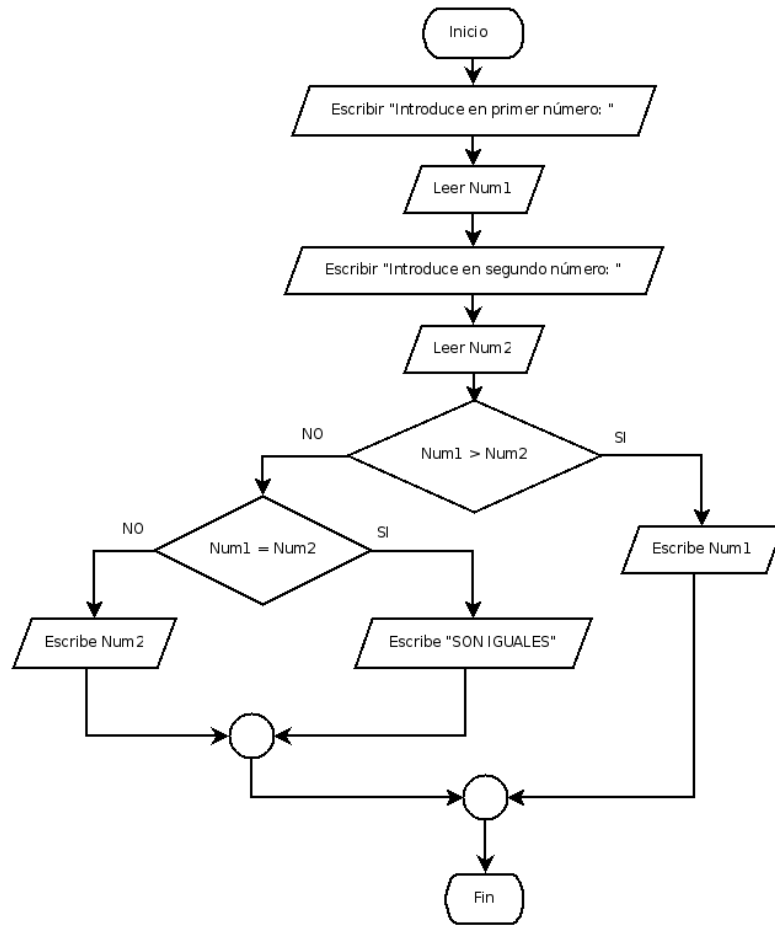 Inicio
Escribir "Introduce en primer número: "
Leer Num1
Escribir "Introduce en segundo número: "
Leer Num2
Num1 > Num2
NO
SI
Num1 = Num2
NO
SI
Escribe Num1
Escribe Num2
Escribe "SON IGUALES"
Fin